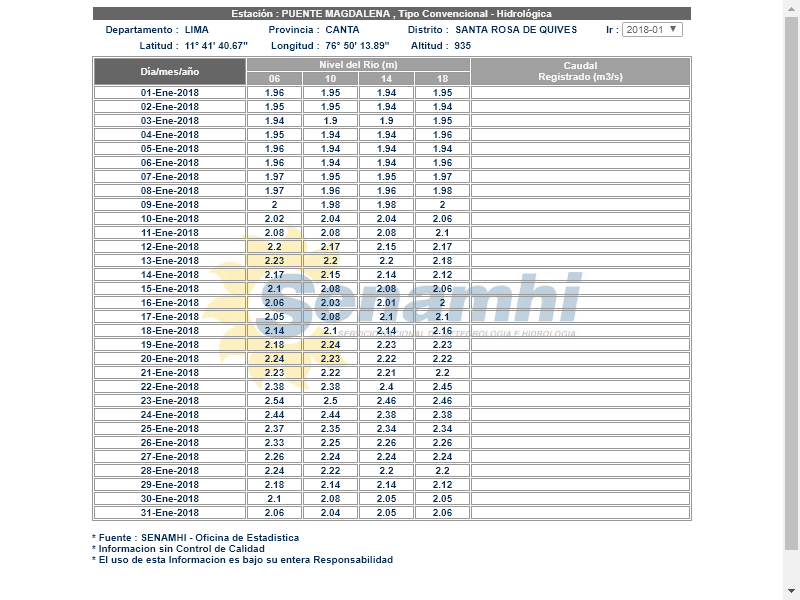 Estación : PUENTE MAGDALENA , Tipo Convencional - Hidrológica
Departamento : LIMA Provincia : CANTA Distrito : SANTA ROSA DE QUIVES Ir : 2018-01
Latitud : 11° 41' 40.67" Longitud : 76° 50' 13.89" Altitud : 935
Dia/mes/año Nivel del Rio (m) Caudal Registrado (m3/s)
06 10 14 18
01-Ene-2018 1.96 1.95 1.94 1.95
02-Ene-2018 1.95 1.95 1.94 1.94
03-Ene-2018 1.94 1.9 1.9 1.95
04-Ene-2018 1.95 1.94 1.94 1.96
05-Ene-2018 1.96 1.94 1.94 1.96
06-Ene-2018 1.96 1.94 1.94 1.96
07-Ene-2018 1.97 1.95 1.95 1.97
08-Ene-2018 1.97 1.96 1.96 1.98
09-Ene-2018 2 1.98 1.98 2
10-Ene-2018 2.02 2.04 2.04 2.06
11-Ene-2018 2.08 2.08 2.08 2.1
12-Ene-2018 2.2 2.17 2.15 2.17
13-Ene-2018 2.23 2.2 2.2 2.18
14-Ene-2018 2.17 2.15 2.14 2.12
15-Ene-2018 2.1 2.08 2.08 2.06
16-Ene-2018 2.06 2.03 2.01 2
17-Ene-2018 2.05 2.08 2.1 2.1
18-Ene-2018 2.14 2.1 2.14 2.16
19-Ene-2018 2.18 2.24 2.23 2.23
20-Ene-2018 2.24 2.23 2.22 2.22
21-Ene-2018 2.23 2.22 2.21 2.2
22-Ene-2018 2.38 2.38 2.4 2.45
23-Ene-2018 2.54 2.5 2.46 2.46
24-Ene-2018 2.44 2.44 2.38 2.38
25-Ene-2018 2.37 2.35 2.34 2.34
26-Ene-2018 2.33 2.25 2.26 2.26
27-Ene-2018 2.26 2.24 2.24 2.24
28-Ene-2018 2.24 2.22 2.2 2.2
29-Ene-2018 2.18 2.14 2.14 2.12
30-Ene-2018 2.1 2.08 2.05 2.05
31-Ene-2018 2.06 2.04 2.05 2.06
Senamhi
* Fuente : SENAMHI - Oficina de Estadistica
* Informacion sin Control de Calidad
* El uso de esta Informacion es bajo su entera Responsabilidad